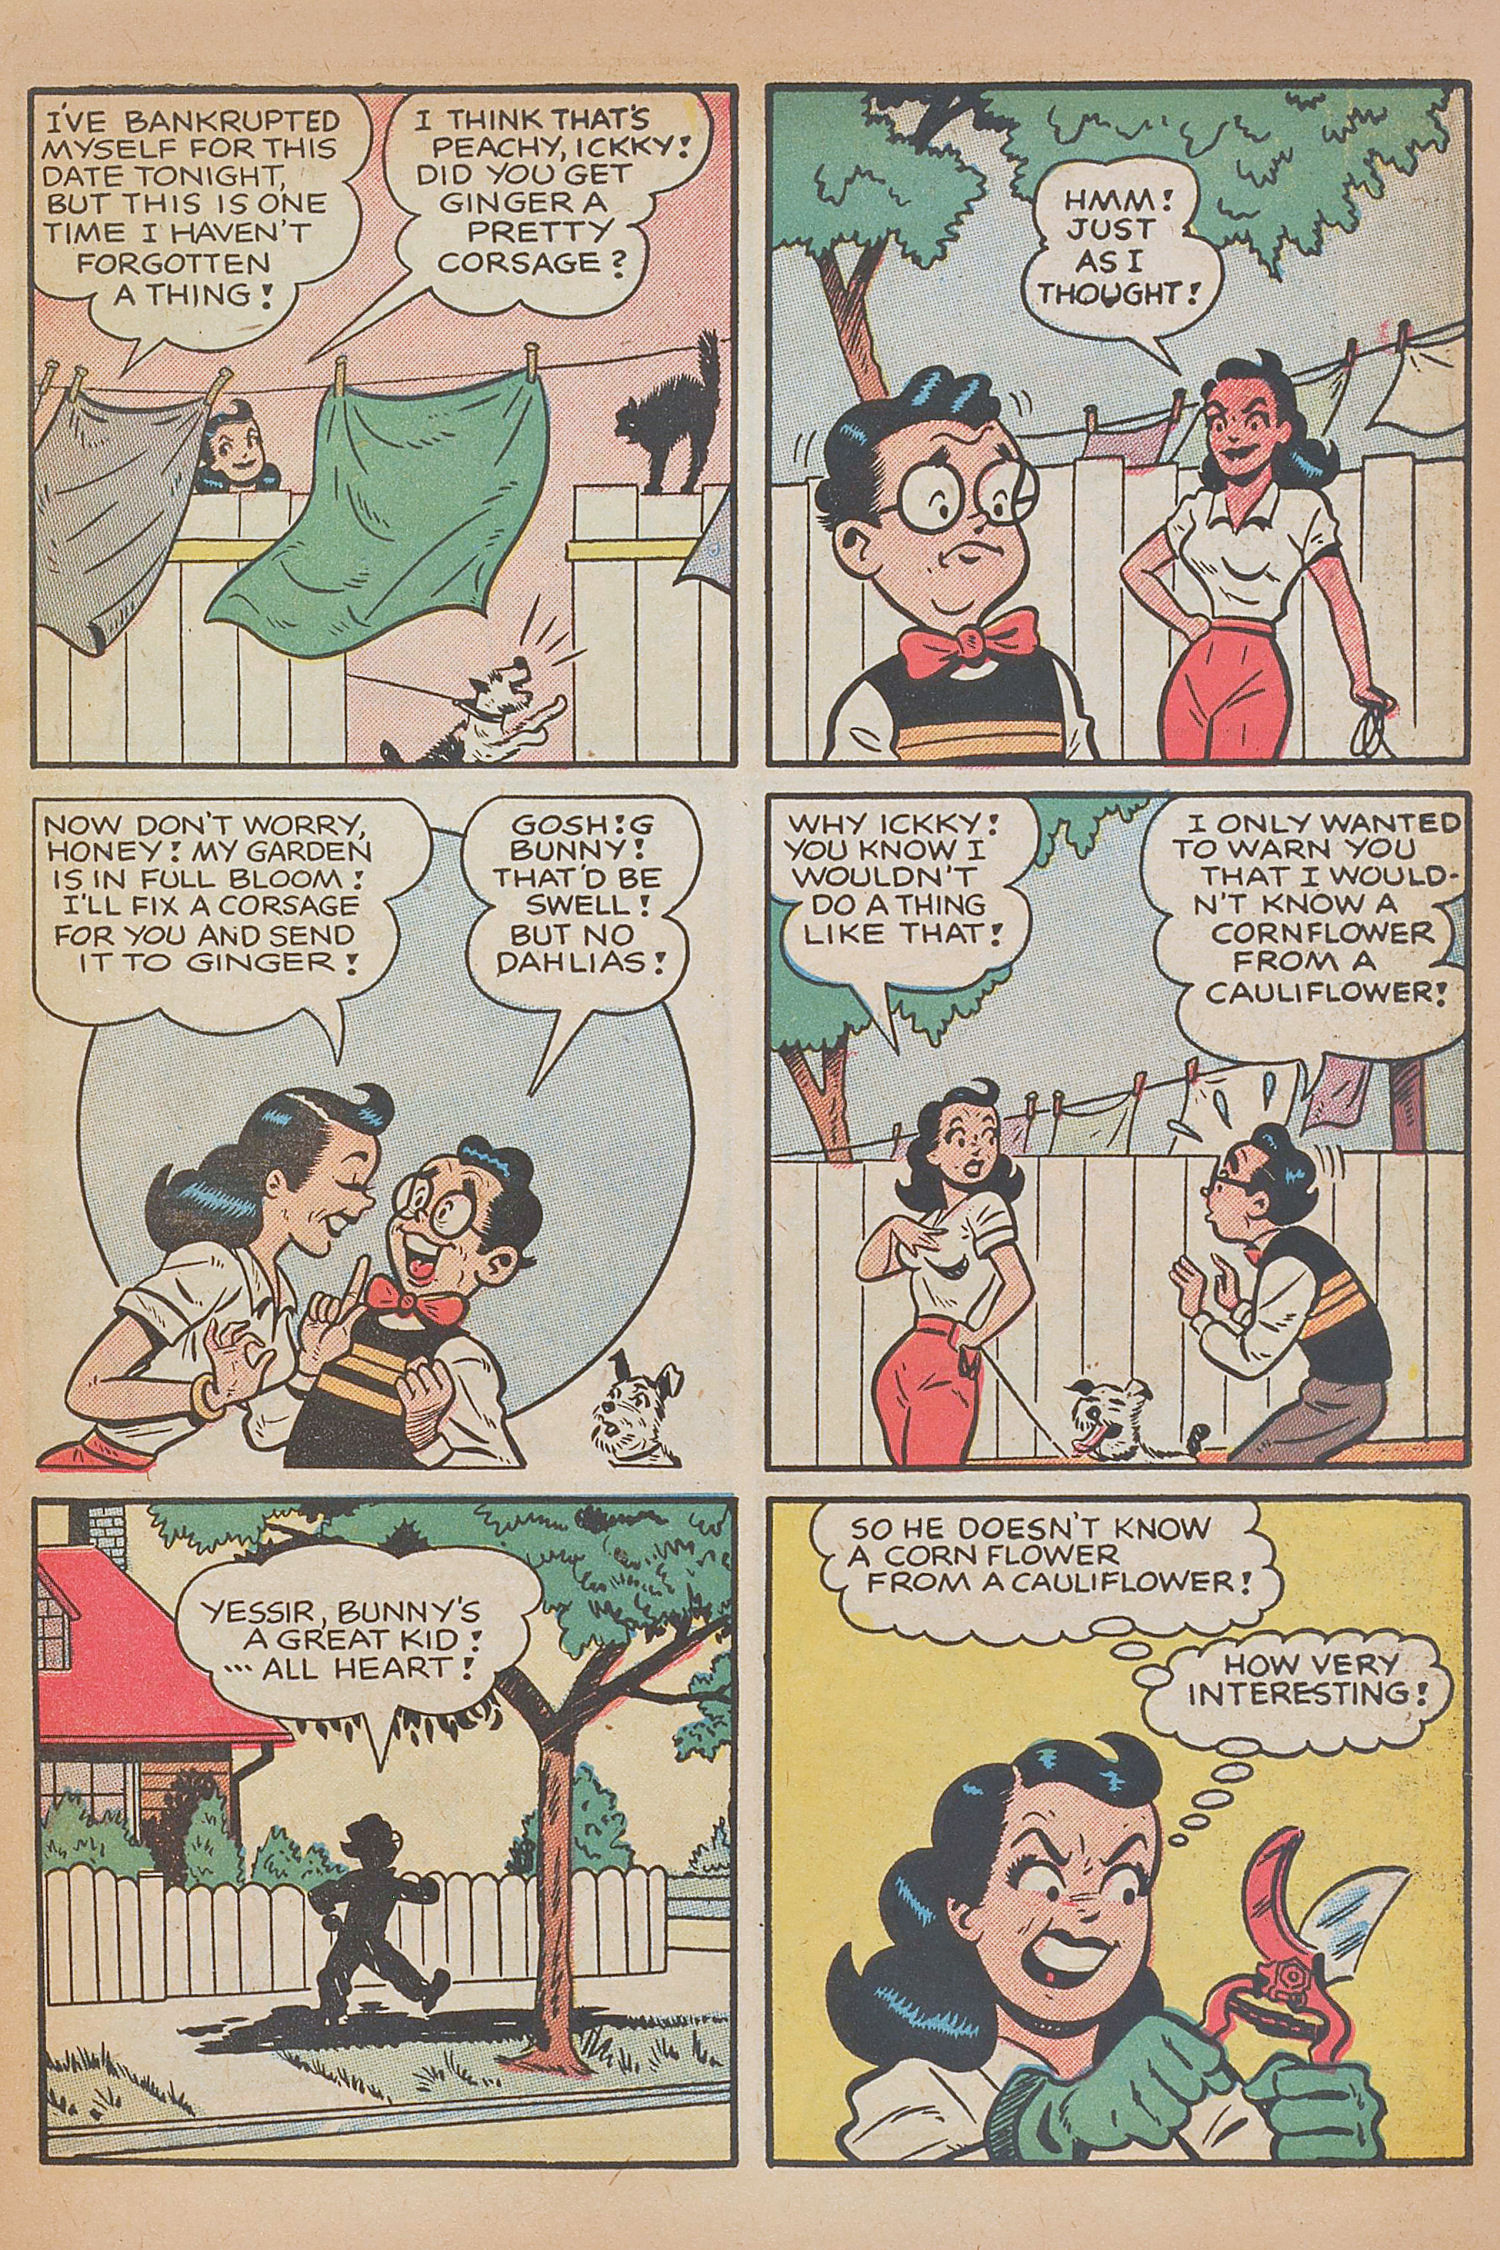 I'VE BANKRUPTED
MYSELF FOR THIS
DATE TONIGHT,
BUT THIS IS ONE
TIME I HAVEN'T
FORGOTTEN
A THING!
I THINK THAT'S
PEACHY, ICKKY!
DID YOU GET
GINGER A
PRETTY
CORSAGE?
HMM!
JUST
AS I
THOUGHT!
NOW DON'T WORRY,
HONEY! MY GARDEN
IS IN FULL BLOOM!
I'LL FIX A CORSAGE
FOR YOU AND SEND
IT TO GINGER!
GOSH! G
BUNNY!
THAT'D BE
SWELL!
BUT NO
DAHLIAS!
WHY ICKKY!
YOU KNOW I
WOULDN'T
DO A THING
LIKE THAT!
I ONLY WANTED
TO WARN YOU
THAT I WOULD-
N'T KNOW A
CORNFLOWER
FROM A
CAULIFLOWER!
YESSIR, BUNNY'S
A GREAT KID!
... ALL HEART!
SO HE DOESN'T KNOW
A CORN FLOWER
FROM A CAULIFLOWER!
HOW VERY
INTERESTING!